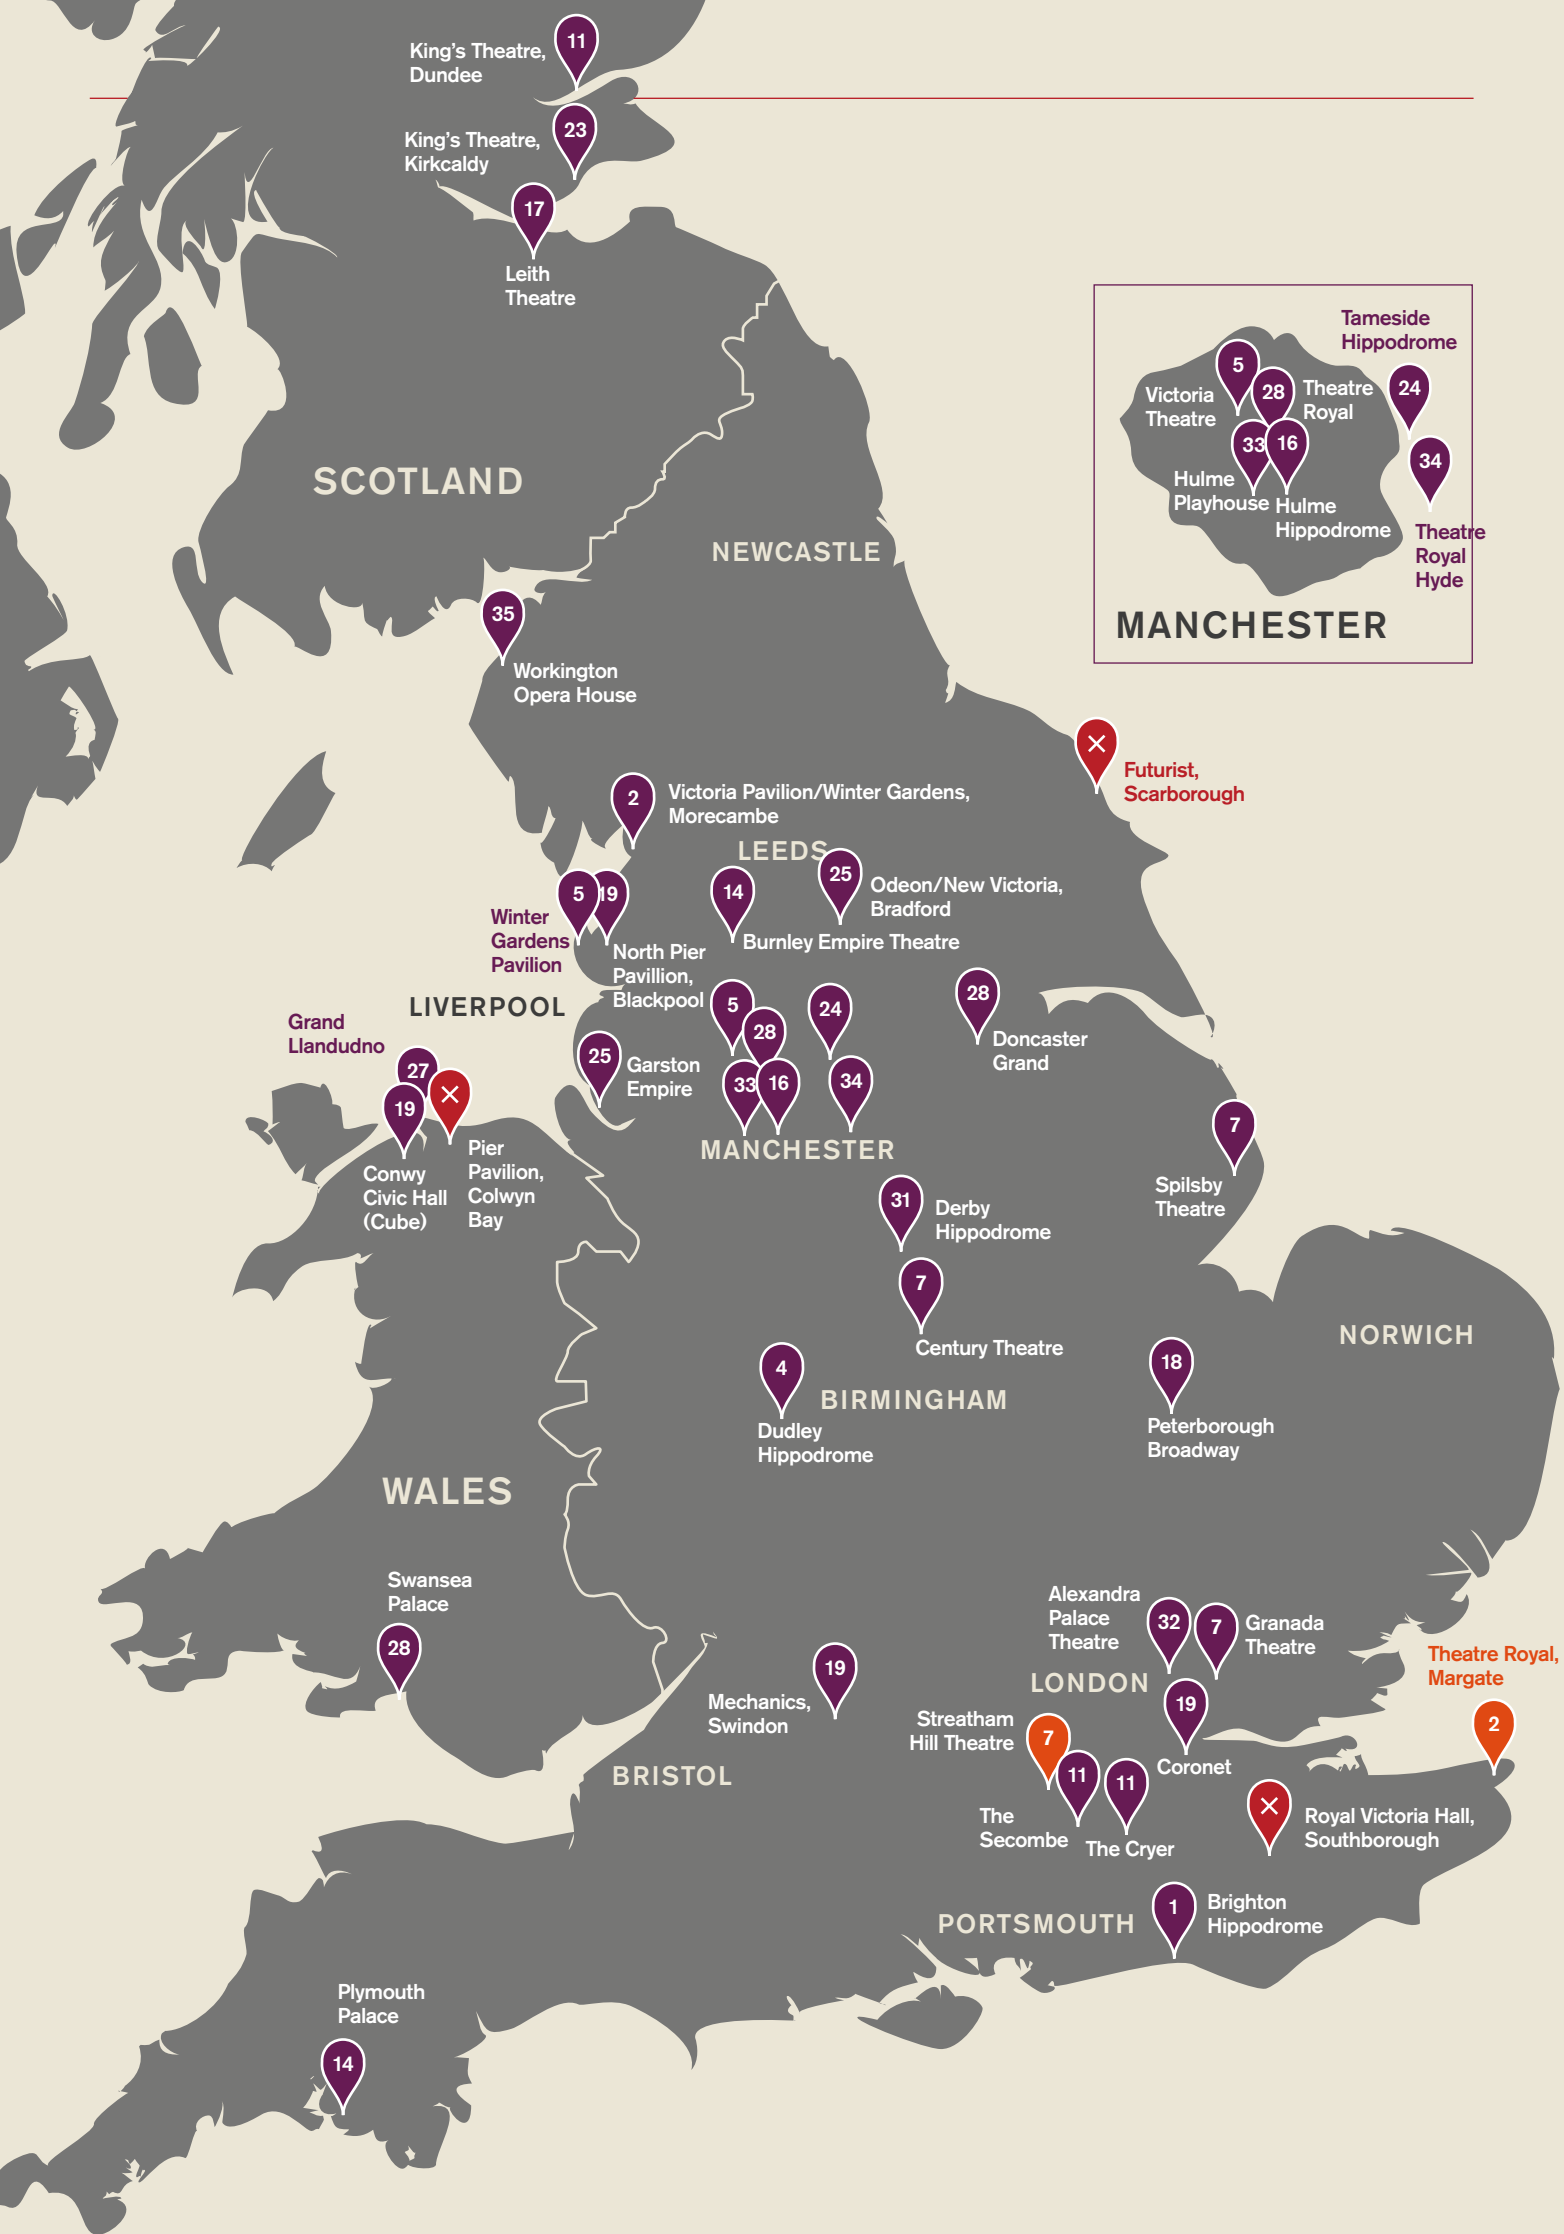 King's Theatre,
Dundee
11
King's Theatre,
Kirkcaldy
23
17
Leith
Theatre
SCOTLAND
NEWCASTLE
Tameside
Hippodrome
5
Victoria
Theatre
28
Theatre
Royal
24
33
16
34
Hulme
Playhouse
Hulme
Hippodrome
Theatre
Royal
Hyde
MANCHESTER
35
Workington
Opera House
Futurist,
Scarborough
2
Victoria Pavilion/Winter Gardens,
Morecambe
LEEDS
25
Odeon/New Victoria,
Bradford
14
Burnley Empire Theatre
5
19
Winter
Gardens
Pavilion
North Pier
Pavillion,
Blackpool
LIVERPOOL
5
28
24
28
Doncaster
Grand
Grand
Llandudno
27
19
25
Garston
Empire
33
16
34
MANCHESTER
Conwy
Civic Hall
(Cube)
Pier
Pavilion,
Colwyn
Bay
7
Spilsby
Theatre
31
Derby
Hippodrome
7
Century Theatre
NORWICH
4
Dudley
Hippodrome
BIRMINGHAM
18
Peterborough
Broadway
WALES
Swansea
Palace
28
19
Mechanics,
Swindon
Alexandra
Palace
Theatre
32
7
Granada
Theatre
LONDON
Theatre Royal,
Margate
2
19
Coronet
Streatham
Hill Theatre
7
11
11
The
Secombe
The Cryer
Royal Victoria Hall,
Southborough
BRISTOL
PORTSMOUTH
1
Brighton
Hippodrome
Plymouth
Palace
14